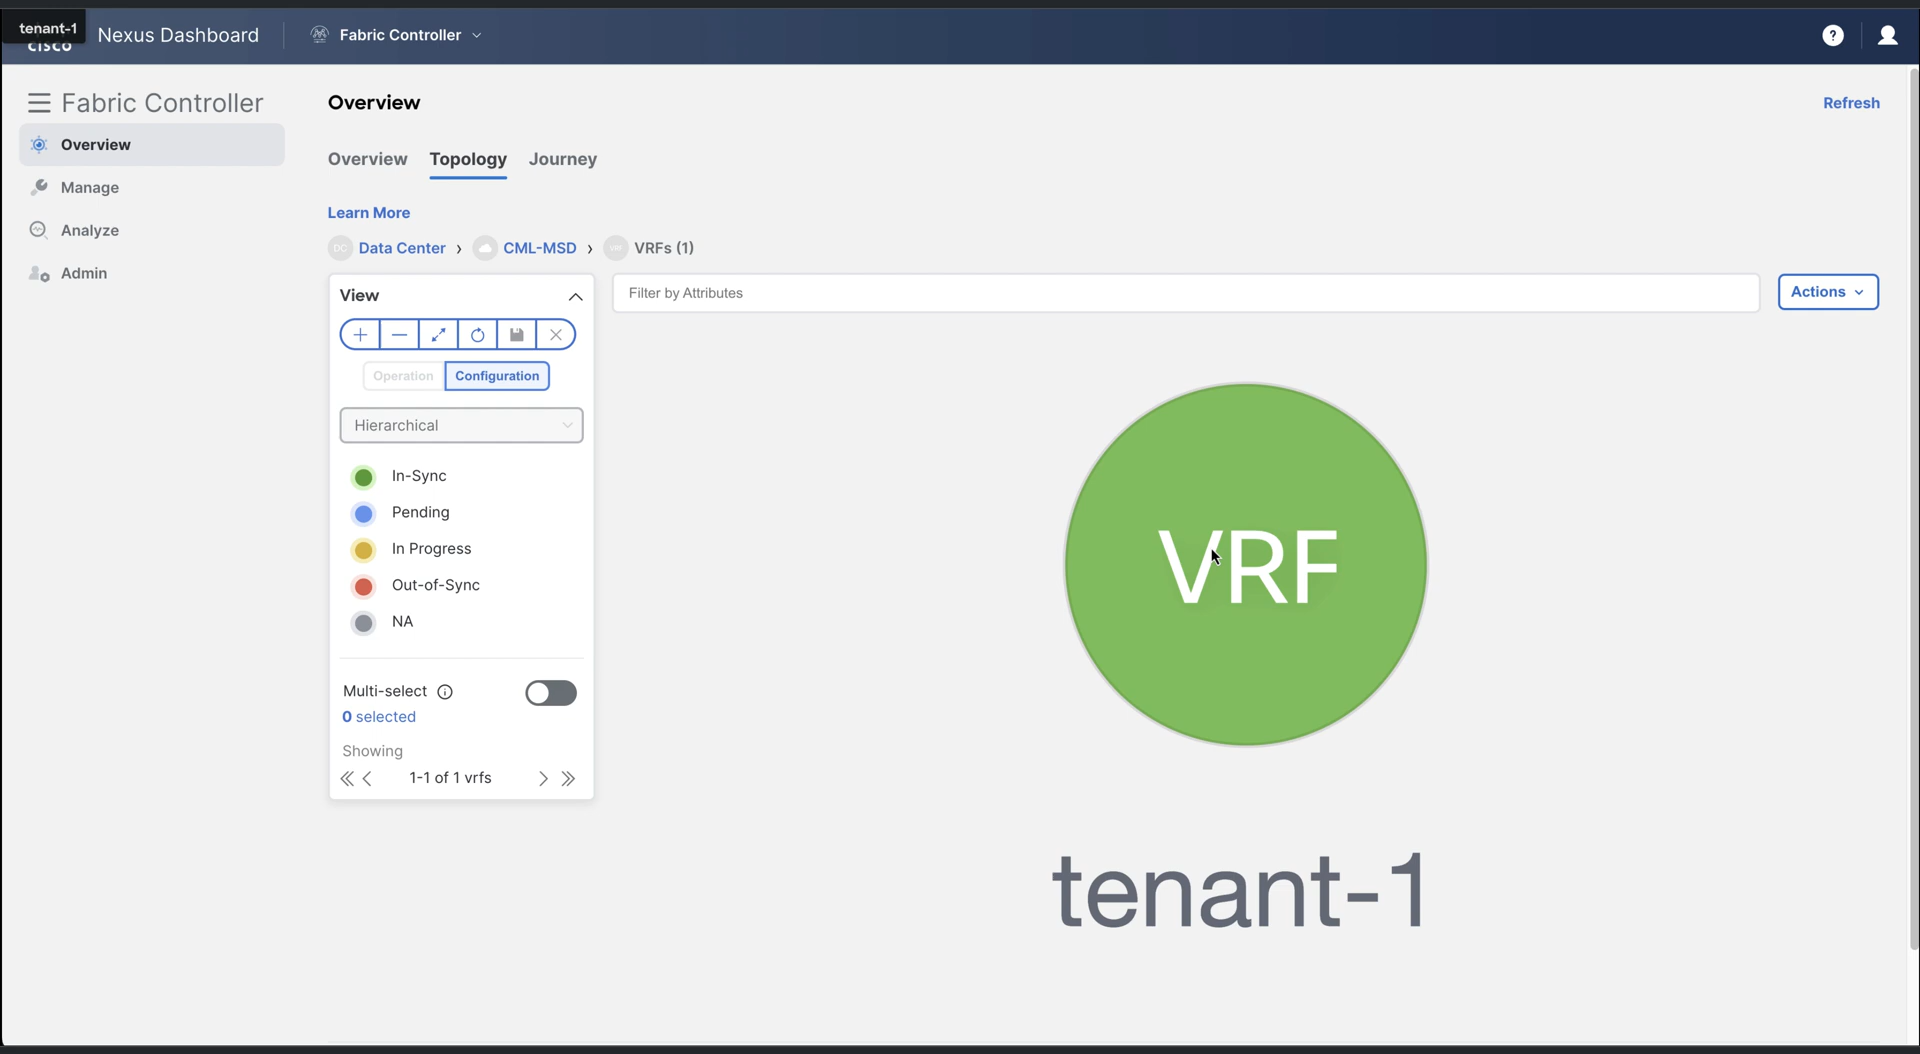 tenant-1
CISCO
Nexus Dashboard
Fabric Controller
Fabric Controller
Overview
Manage
Analyze
Admin
Overview
Refresh
Overview
Topology
Journey
Learn More
DC Data Center › CML-MSD › VRF VRFs (1)
View
Operation
Configuration
Hierarchical
In-Sync
Pending
In Progress
Out-of-Sync
NA
Multi-select
0 selected
Showing
1-1 of 1 vrfs
Filter by Attributes
Actions
VRF
tenant-1